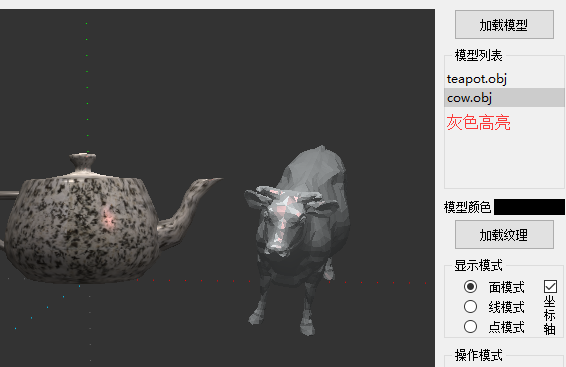 加载模型
模型列表
teapot.obj
cow.obj
灰色高亮
模型颜色
加载纹理
显示模式
面模式
线模式
点模式
坐标轴
操作模式